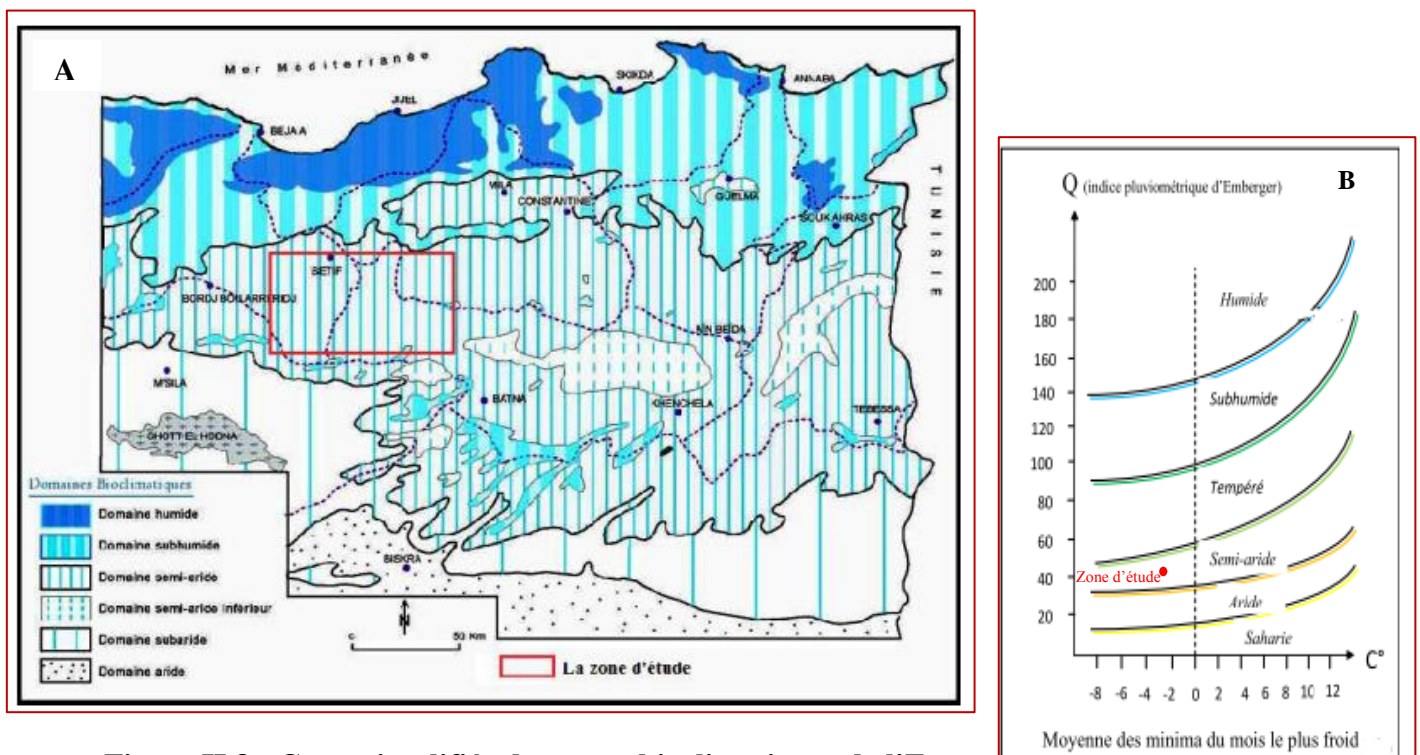 A
Mer Méditerranée
SKIKDA
ANNABA
JIJEL
BEJAA
TUNISIE
MILA
CONSTANTINE
GUELMA
SOUK AHRAS
SETIF
BORDJ BOU ARRERIDJ
AIN BEIDA
M'SILA
BATNA
KHENCHELA
TEBESSA
CHOTT EL HODNA
Domaines Bioclimatiques
Domaine humide
Domaine subhumide
Domaine semi-aride
Domaine semi-aride inférieur
Domaine subaride
Domaine aride
BISKRA
N
0 50 Km
La zone d'étude
B
Q (indice pluviométrique d'Emberger)
200
180
160
140
120
100
80
60
40
20
Humide
Subhumide
Tempéré
Semi-aride
Zone d'étude
Aride
Saharie
C°
-8 -6 -4 -2 0 2 4 6 8 10 12
Moyenne des minima du mois le plus froid